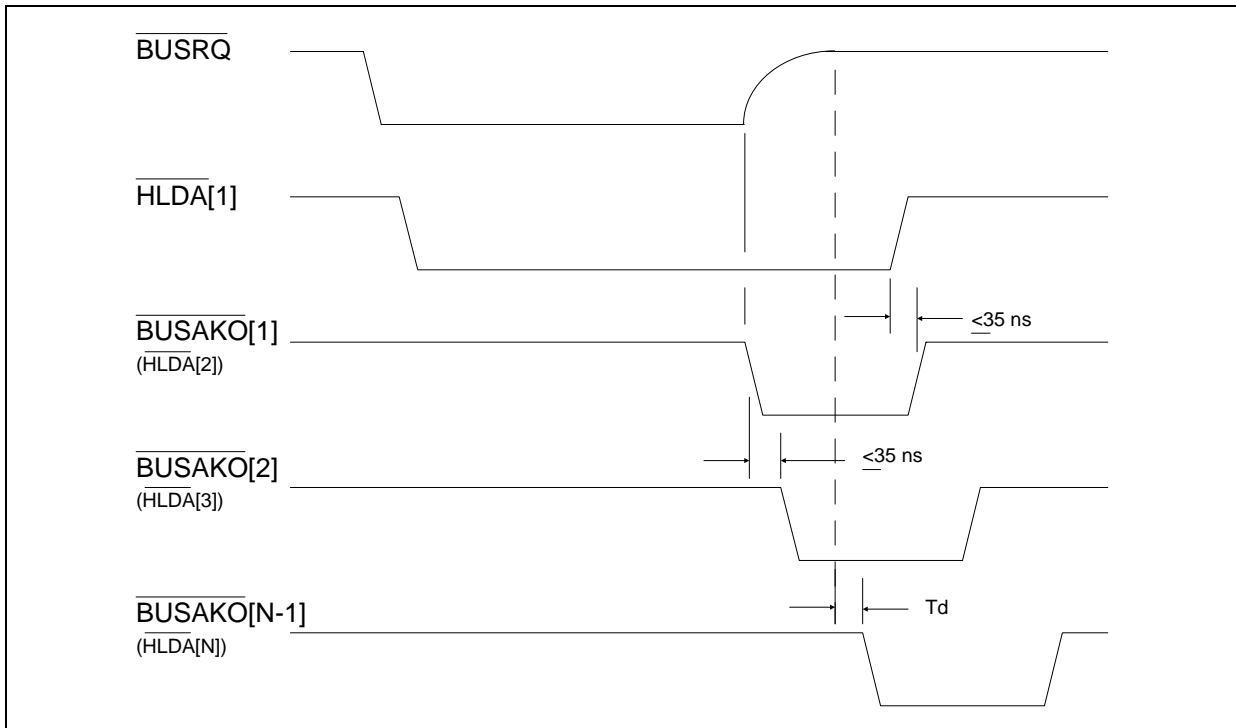 BUSRQ
HLDA[1]
BUSAKO[1]
(HLDA[2])
≤35 ns
BUSAKO[2]
(HLDA[3])
≤35 ns
BUSAKO[N-1]
(HLDA[N])
Td